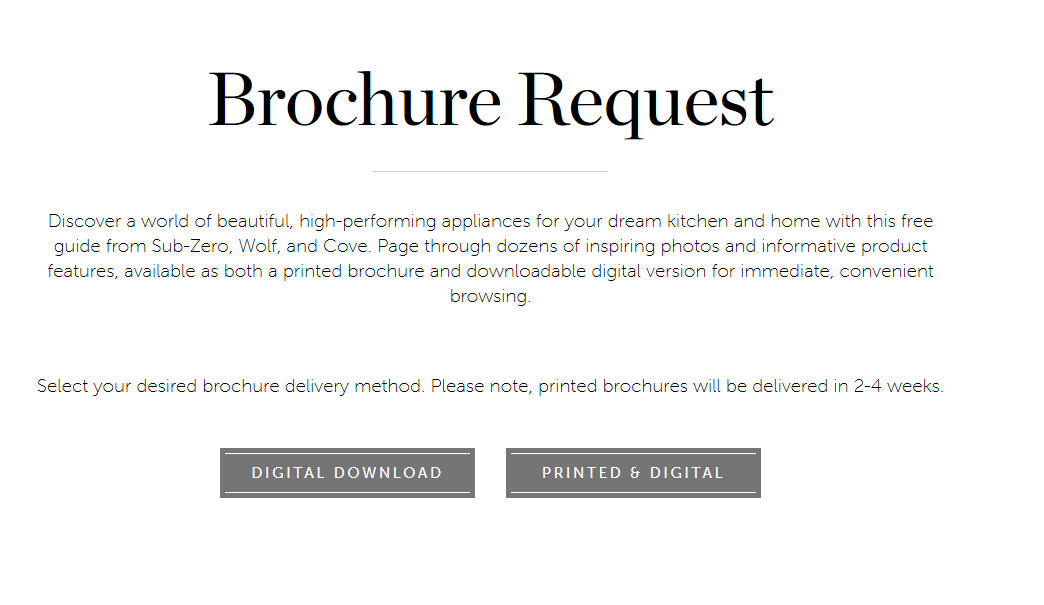 Brochure Request
Discover a world of beautiful, high-performing appliances for your dream kitchen and home with this free
guide from Sub-Zero, Wolf, and Cove. Page through dozens of inspiring photos and informative product
features, available as both a printed brochure and downloadable digital version for immediate, convenient
browsing.
Select your desired brochure delivery method. Please note, printed brochures will be delivered in 2-4 weeks.
DIGITAL DOWNLOAD
PRINTED & DIGITAL